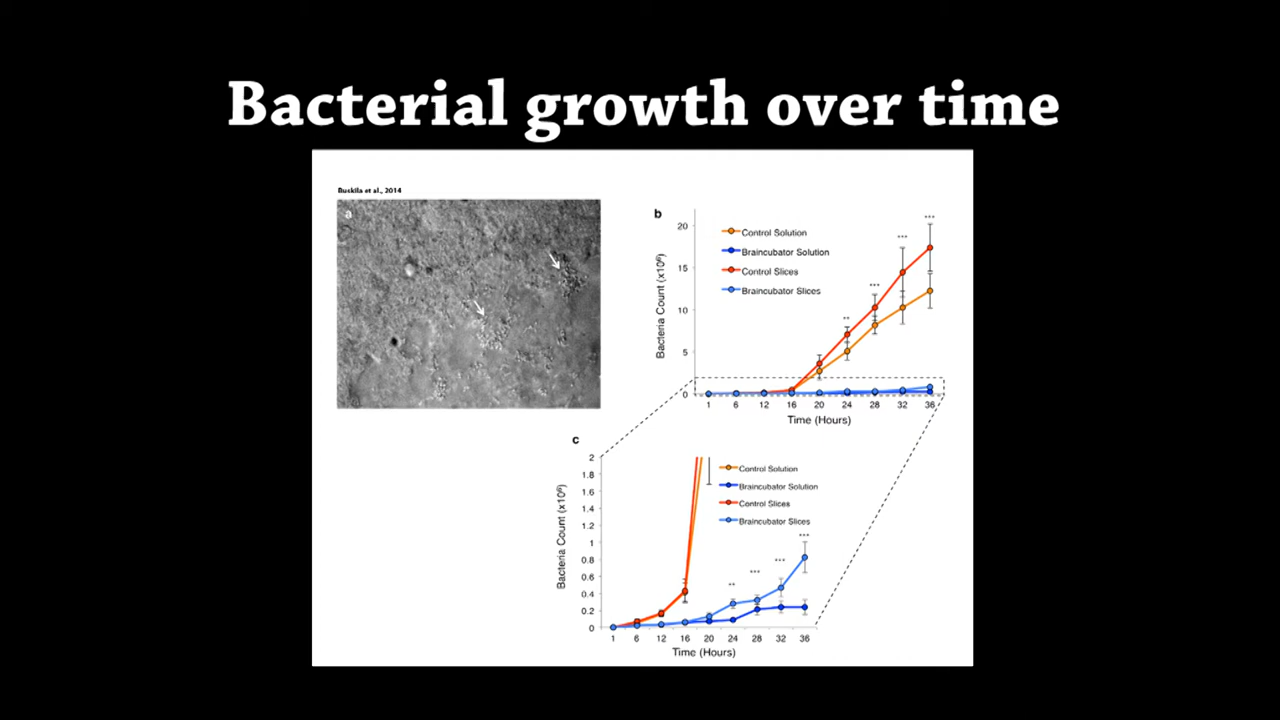 Bacterial growth over time
Buskila et al., 2014
a
b
20
15
10
5
0
Bacteria Count (x10⁶)
Control Solution
Braincubator Solution
Control Slices
Braincubator Slices
**
***
***
***
1 6 12 16 20 24 28 32 36
Time (Hours)
c
2
1.8
1.6
1.4
1.2
1
0.8
0.6
0.4
0.2
0
Bacteria Count (x10⁶)
Control Solution
Braincubator Solution
Control Slices
Braincubator Slices
**
***
***
***
1 6 12 16 20 24 28 32 36
Time (Hours)